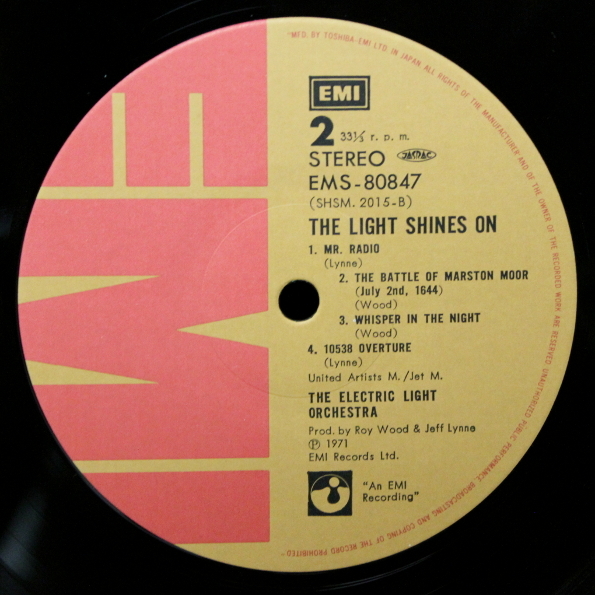 "MFD. BY TOSHIBA-EMI LTD. IN JAPAN ALL RIGHTS OF THE MANUFACTURER AND OF THE OWNER OF THE RECORDED WORK ARE RESERVED UNAUTHORIZED PUBLIC PERFORMANCE BROADCASTING AND COPYING OF THE RECORD PROHIBITED"
EMI
2 33⅓ r. p. m.
STEREO JASRAC
EMS-80847
(SHSM. 2015-B)
THE LIGHT SHINES ON
1. MR. RADIO
(Lynne)
2. THE BATTLE OF MARSTON MOOR
(July 2nd, 1644)
(Wood)
3. WHISPER IN THE NIGHT
(Wood)
4. 10538 OVERTURE
(Lynne)
United Artists M./Jet M.
THE ELECTRIC LIGHT
ORCHESTRA
Prod. by Roy Wood & Jeff Lynne
Ⓟ 1971
EMI Records Ltd.
"An EMI
Recording"
EMI